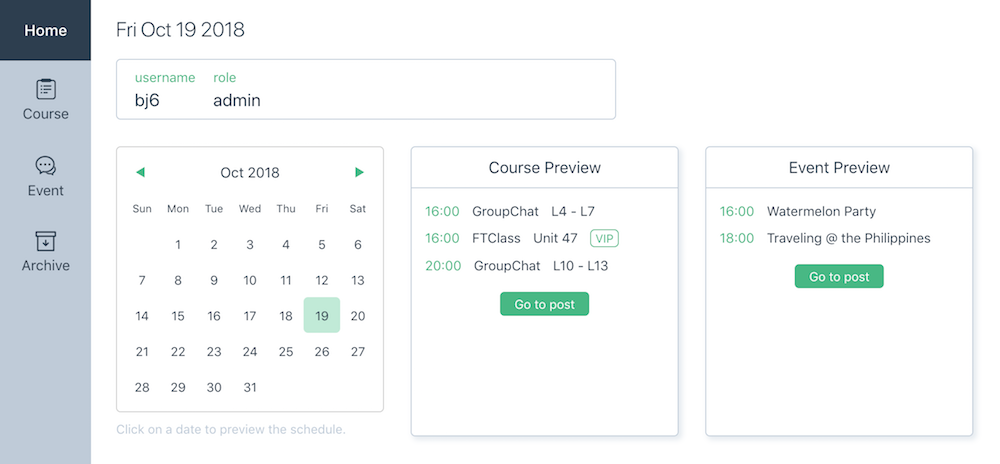 Home
Course
Event
Archive
Fri Oct 19 2018
username role
bj6 admin
Oct 2018
Sun Mon Tue Wed Thu Fri Sat
1 2 3 4 5 6
7 8 9 10 11 12 13
14 15 16 17 18 19 20
21 22 23 24 25 26 27
28 29 30 31
Click on a date to preview the schedule.
Course Preview
16:00 GroupChat L4 - L7
16:00 FTClass Unit 47 VIP
20:00 GroupChat L10 - L13
Go to post
Event Preview
16:00 Watermelon Party
18:00 Traveling @ the Philippines
Go to post